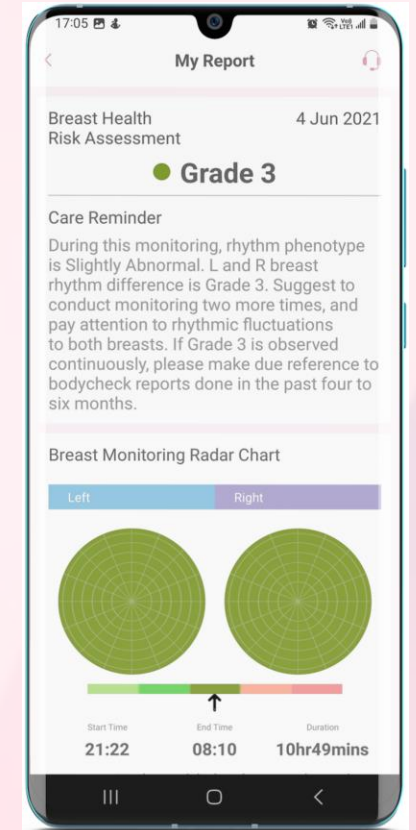 17:05
My Report
Breast Health
Risk Assessment
4 Jun 2021
Grade 3
Care Reminder
During this monitoring, rhythm phenotype
is Slightly Abnormal. L and R breast
rhythm difference is Grade 3. Suggest to
conduct monitoring two more times, and
pay attention to rhythmic fluctuations
to both breasts. If Grade 3 is observed
continuously, please make due reference to
bodycheck reports done in the past four to
six months.
Breast Monitoring Radar Chart
Left Right
Start Time End Time Duration
21:22 08:10 10hr49mins